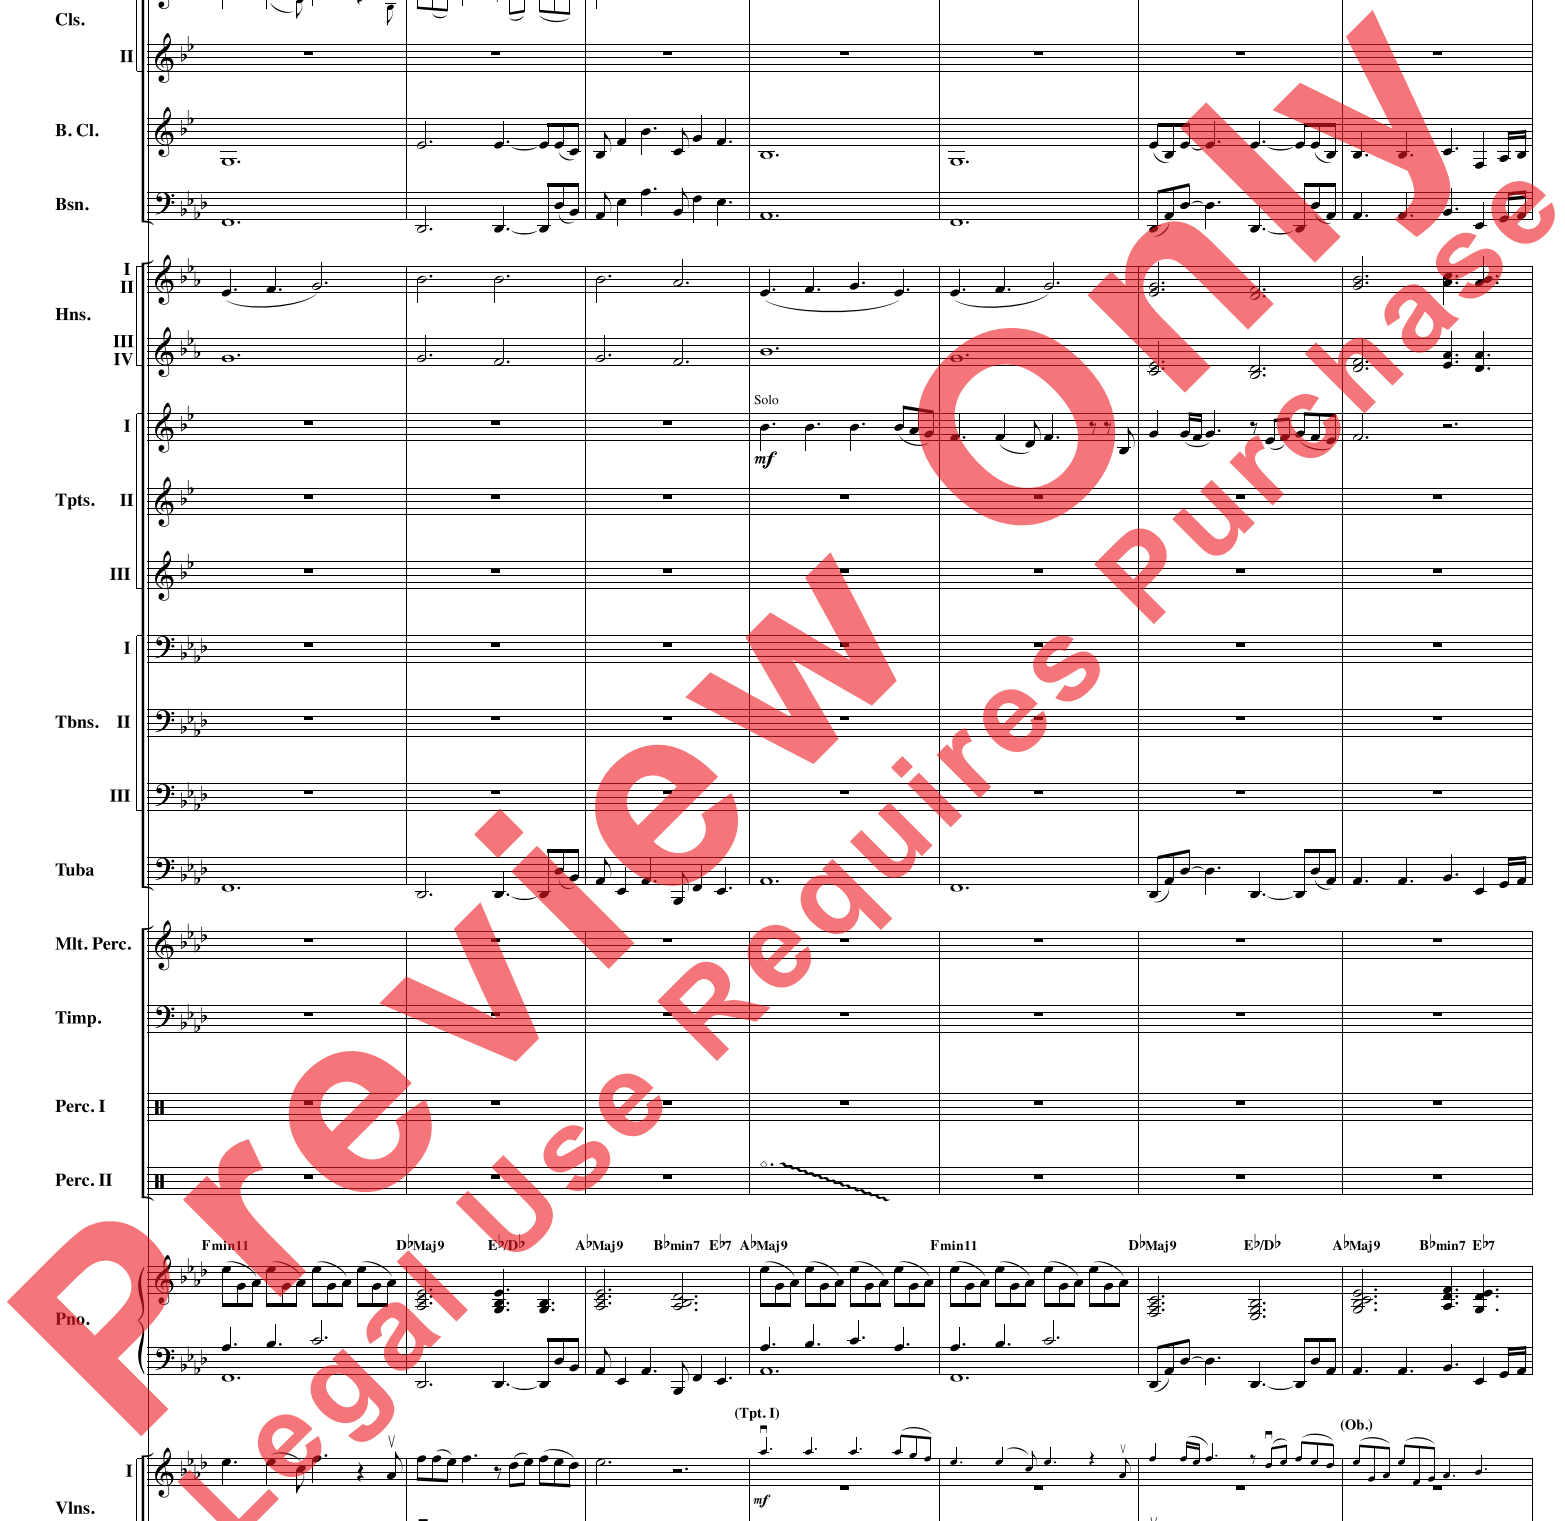 Cls.
II
B. Cl.
Bsn.
I
II
Hns.
III
IV
Solo
I
mf
Tpts. II
III
I
Tbns. II
III
Tuba
Mlt. Perc.
Timp.
Perc. I
Perc. II
Fmin11 D♭Maj9 E♭/D♭ A♭Maj9 B♭min7 E♭7 A♭Maj9 Fmin11 D♭Maj9 E♭/D♭ A♭Maj9 B♭min7 E♭7
Pno.
(Tpt. I)
(Ob.)
I
mf
Vlns.
Preview Only
Legal Use Requires Purchase